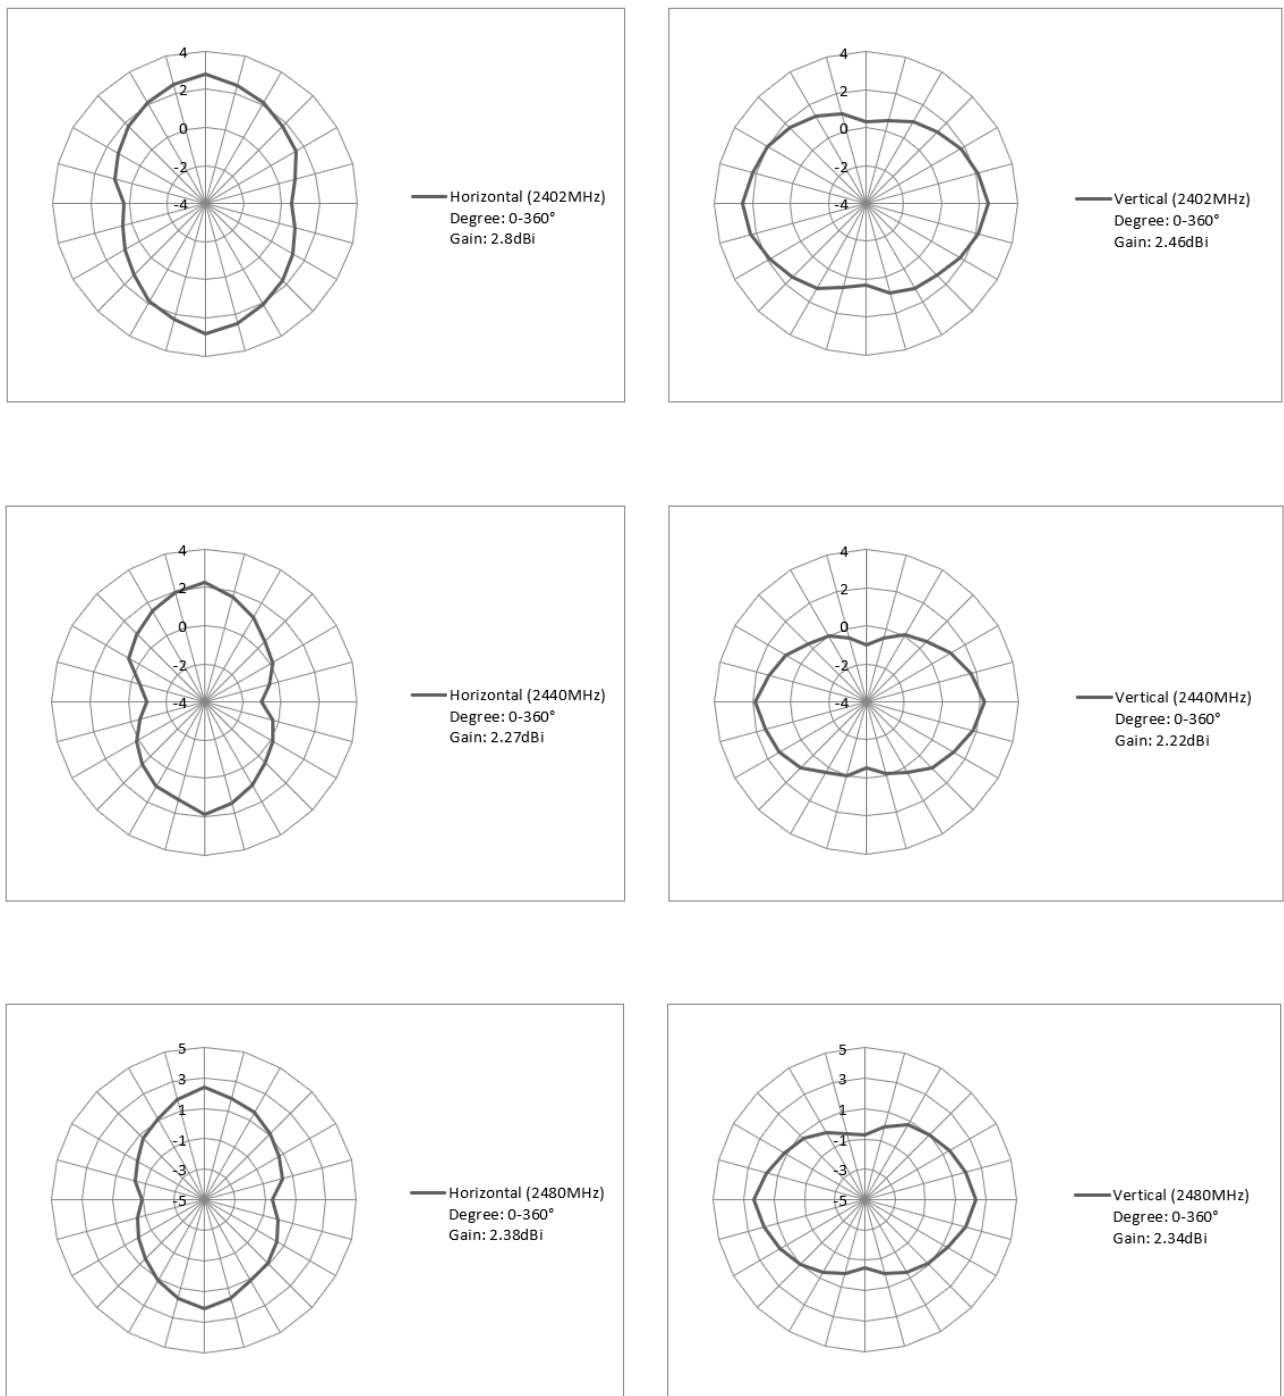 4
2
0
-2
-4
Horizontal (2402MHz)
Degree: 0-360°
Gain: 2.8dBi
4
2
0
-2
-4
Vertical (2402MHz)
Degree: 0-360°
Gain: 2.46dBi
4
2
0
-2
-4
Horizontal (2440MHz)
Degree: 0-360°
Gain: 2.27dBi
4
2
0
-2
-4
Vertical (2440MHz)
Degree: 0-360°
Gain: 2.22dBi
5
3
1
-1
-3
-5
Horizontal (2480MHz)
Degree: 0-360°
Gain: 2.38dBi
5
3
1
-1
-3
-5
Vertical (2480MHz)
Degree: 0-360°
Gain: 2.34dBi